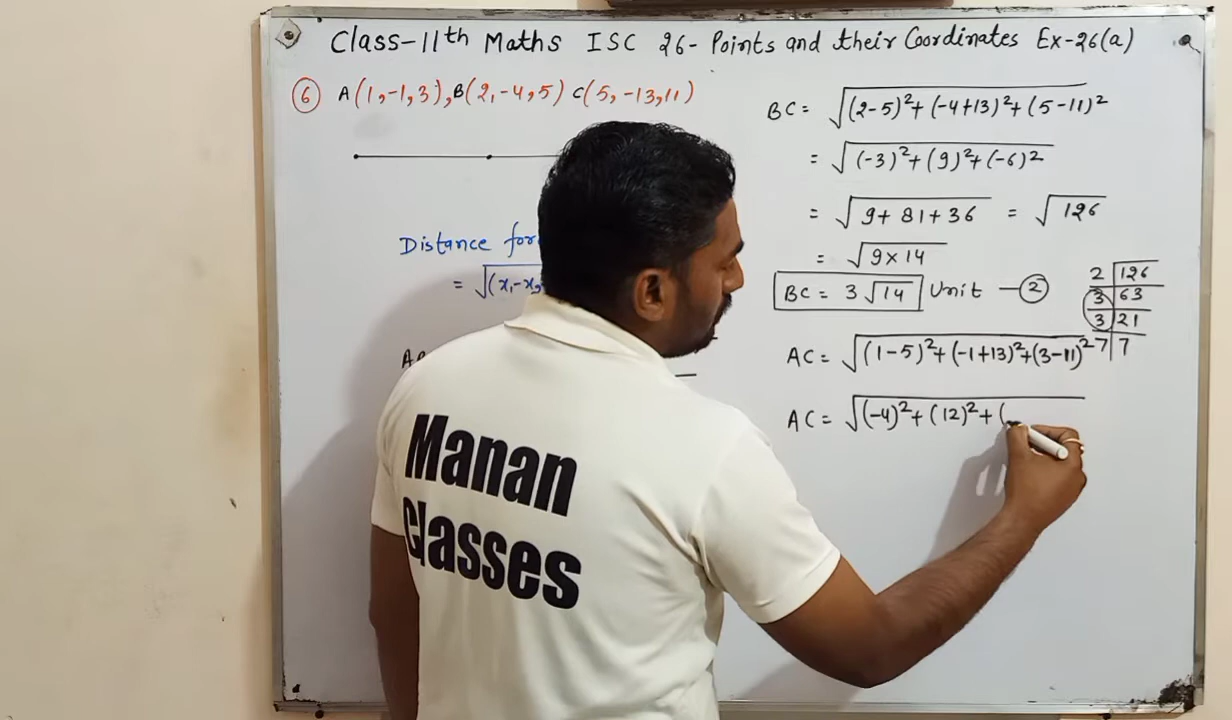 Class-11th Maths ISC 26- Points and their Coordinates Ex-26(a)
⑥ A(1,-1,3), B(2,-4,5) C(5,-13,11)
Distance for
= √(x₁-x₂
BC = √(2-5)²+(-4+13)²+(5-11)²
= √(-3)²+(9)²+(-6)²
= √9+81+36 = √126
= √9×14
BC = 3√14 Unit —②
2 | 126
3 | 63
3 | 21
7 | 7
AC = √(1-5)²+(-1+13)²+(3-11)²
AC = √(-4)²+(12)²+(
Manan
Classes